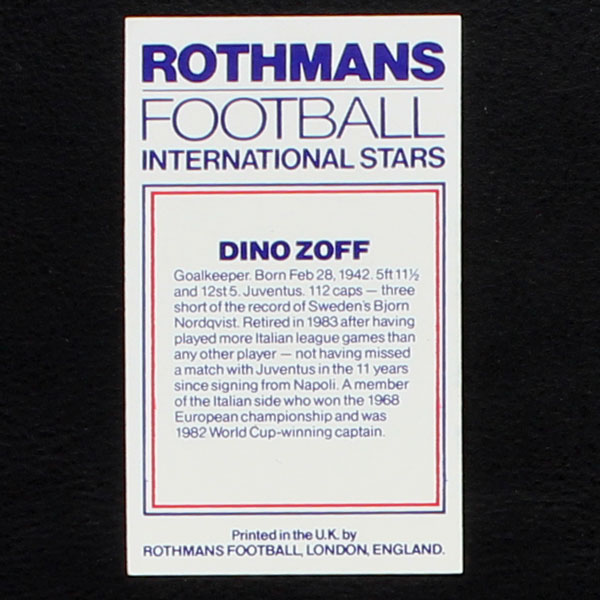 ROTHMANS
FOOTBALL
INTERNATIONAL STARS
DINO ZOFF
Goalkeeper. Born Feb 28, 1942. 5ft 11½
and 12st 5. Juventus. 112 caps — three
short of the record of Sweden's Bjorn
Nordqvist. Retired in 1983 after having
played more Italian league games than
any other player — not having missed
a match with Juventus in the 11 years
since signing from Napoli. A member
of the Italian side who won the 1968
European championship and was
1982 World Cup-winning captain.
Printed in the U.K. by
ROTHMANS FOOTBALL, LONDON, ENGLAND.